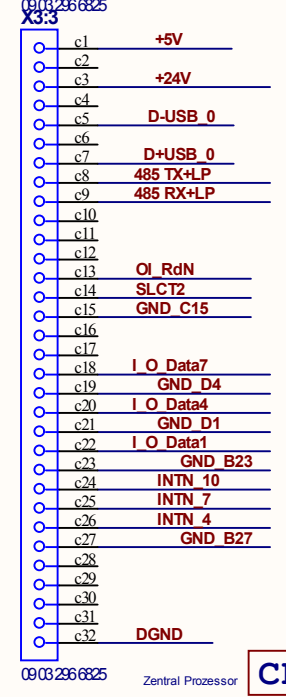 09032966825
X3:3
c1 +5V
c2
c3 +24V
c4
c5 D-USB_0
c6
c7 D+USB_0
c8 485 TX+LP
c9 485 RX+LP
c10
c11
c12
c13 OI_RdN
c14 SLCT2
c15 GND_C15
c16
c17
c18 I_O_Data7
c19 GND_D4
c20 I_O_Data4
c21 GND_D1
c22 I_O_Data1
c23 GND_B23
c24 INTN_10
c25 INTN_7
c26 INTN_4
c27 GND_B27
c28
c29
c30
c31
c32 DGND
09032966825
Zentral Prozessor